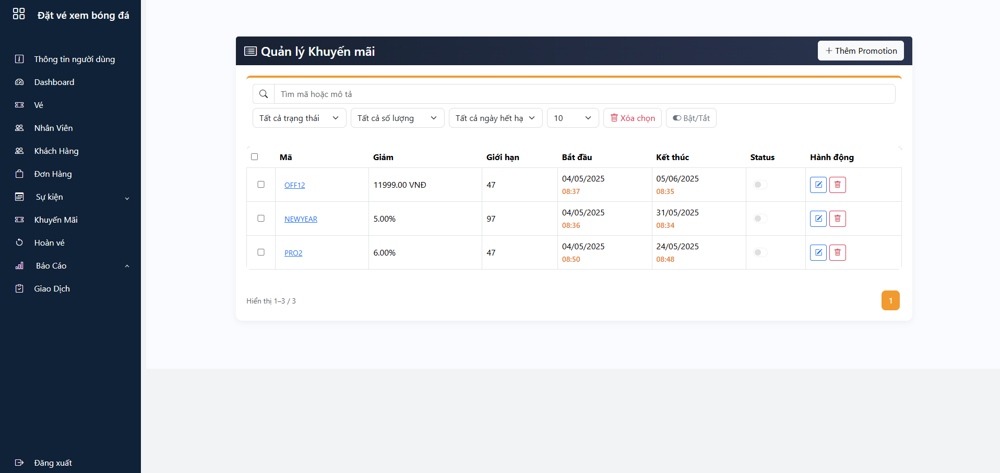 Đặt vé xem bóng đá
Thông tin người dùng
Dashboard
Vé
Nhân Viên
Khách Hàng
Đơn Hàng
Sự kiện
Khuyến Mãi
Hoàn vé
Báo Cáo
Giao Dịch
Đăng xuất
Quản lý Khuyến mãi
Thêm Promotion
Tìm mã hoặc mô tả
Tất cả trạng thái Tất cả số lượng Tất cả ngày hết hạ 10 Xóa chọn Bật/Tắt
Mã Giảm Giới hạn Bắt đầu Kết thúc Status Hành động
OFF12 11999.00 VNĐ 47 04/05/2025 05/06/2025
08:37 08:35
NEWYEAR 5.00% 97 04/05/2025 31/05/2025
08:36 08:34
PRO2 6.00% 47 04/05/2025 24/05/2025
08:50 08:48
Hiển thị 1–3 / 3
1